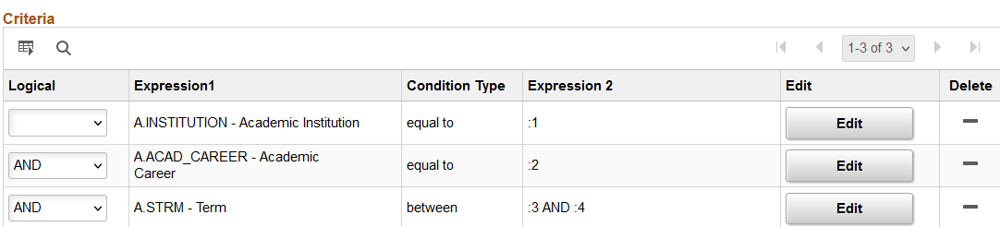 Criteria
1-3 of 3
Logical Expression1 Condition Type Expression 2 Edit Delete
A.INSTITUTION - Academic Institution equal to :1 Edit
AND A.ACAD_CAREER - Academic Career equal to :2 Edit
AND A.STRM - Term between :3 AND :4 Edit